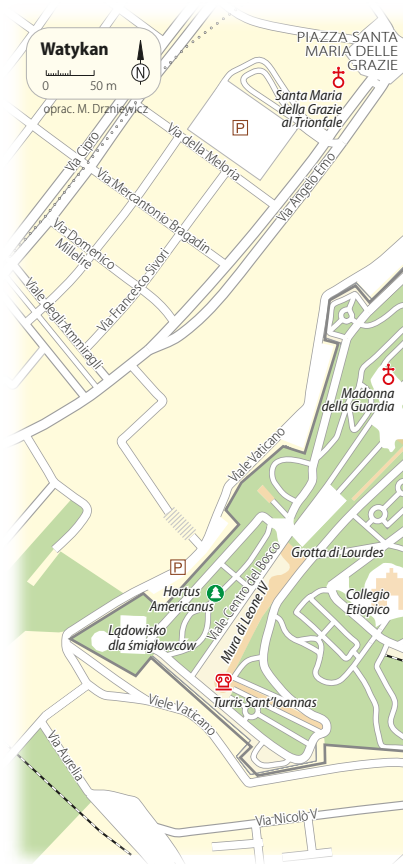 Watykan
N
0 50 m
oprac. M. Drzniewicz
PIAZZA SANTA
MARIA DELLE
GRAZIE
Santa Maria
della Grazie
al Trionfale
P
Via Cipro
Via della Meloria
Via Mercantonio Bragadin
Via Angelo Emo
Via Domenico
Millelire
Via Francesco Sivori
Viale degli Ammiragli
Madonna
della Guardia
Viale Vaticano
Grotta di Lourdes
P
Hortus
Americanus
Viale Centro del Bosco
Mura di Leone IV
Collegio
Etiopico
Lądowisko
dla śmigłowców
Turris Sant'Ioannas
Viele Vaticano
Via Aurelia
Via Nicolò V